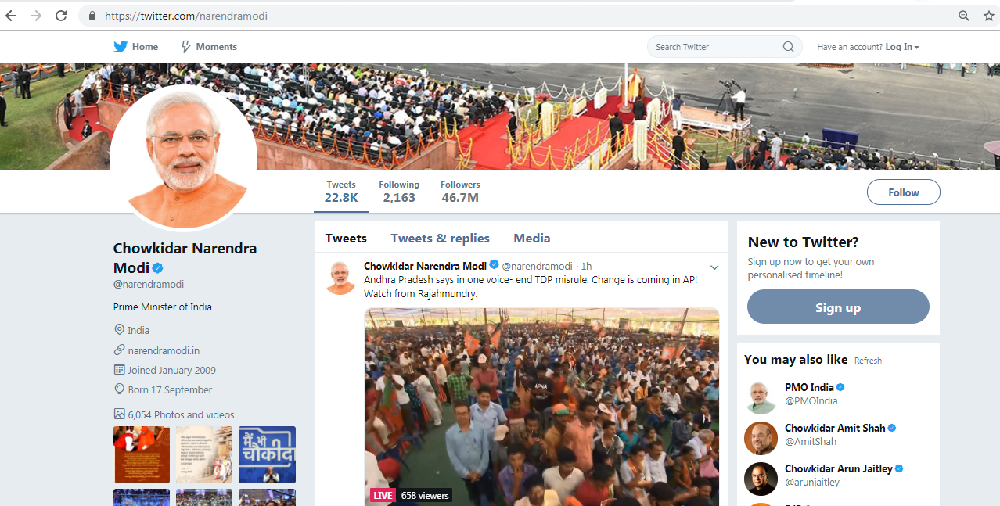 https://twitter.com/narendramodi
Home
Moments
Search Twitter
Have an account? Log In
Tweets
22.8K
Following
2,163
Followers
46.7M
Follow
Chowkidar Narendra
Modi
@narendramodi
Prime Minister of India
India
narendramodi.in
Joined January 2009
Born 17 September
6,054 Photos and videos
मैं भी
चौकीदा
Tweets
Tweets & replies
Media
Chowkidar Narendra Modi @narendramodi · 1h
Andhra Pradesh says in one voice- end TDP misrule. Change is coming in AP!
Watch from Rajahmundry.
LIVE 658 viewers
New to Twitter?
Sign up now to get your own
personalised timeline!
Sign up
You may also like · Refresh
PMO India
@PMOIndia
Chowkidar Amit Shah
@AmitShah
Chowkidar Arun Jaitley
@arunjaitley